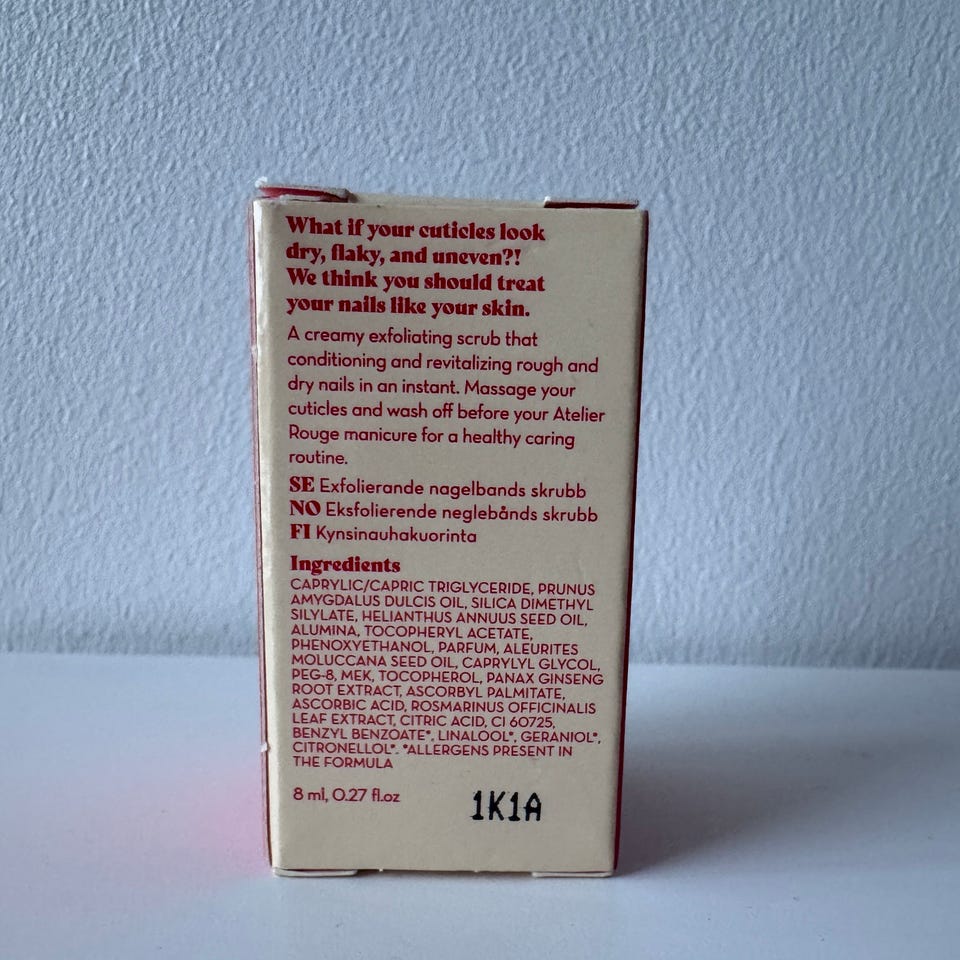 What if your cuticles look
dry, flaky, and uneven?!
We think you should treat
your nails like your skin.
A creamy exfoliating scrub that
conditioning and revitalizing rough and
dry nails in an instant. Massage your
cuticles and wash off before your Atelier
Rouge manicure for a healthy caring
routine.
SE Exfolierande nagelbands skrubb
NO Eksfolierende neglebånds skrubb
FI Kynsinauhakuorinta
Ingredients
CAPRYLIC/CAPRIC TRIGLYCERIDE, PRUNUS
AMYGDALUS DULCIS OIL, SILICA DIMETHYL
SILYLATE, HELIANTHUS ANNUUS SEED OIL,
ALUMINA, TOCOPHERYL ACETATE,
PHENOXYETHANOL, PARFUM, ALEURITES
MOLUCCANA SEED OIL, CAPRYLYL GLYCOL,
PEG-8, MEK, TOCOPHEROL, PANAX GINSENG
ROOT EXTRACT, ASCORBYL PALMITATE,
ASCORBIC ACID, ROSMARINUS OFFICINALIS
LEAF EXTRACT, CITRIC ACID, CI 60725,
BENZYL BENZOATE*, LINALOOL*, GERANIOL*,
CITRONELLOL*. *ALLERGENS PRESENT IN
THE FORMULA
8 ml, 0.27 fl.oz
1K1A